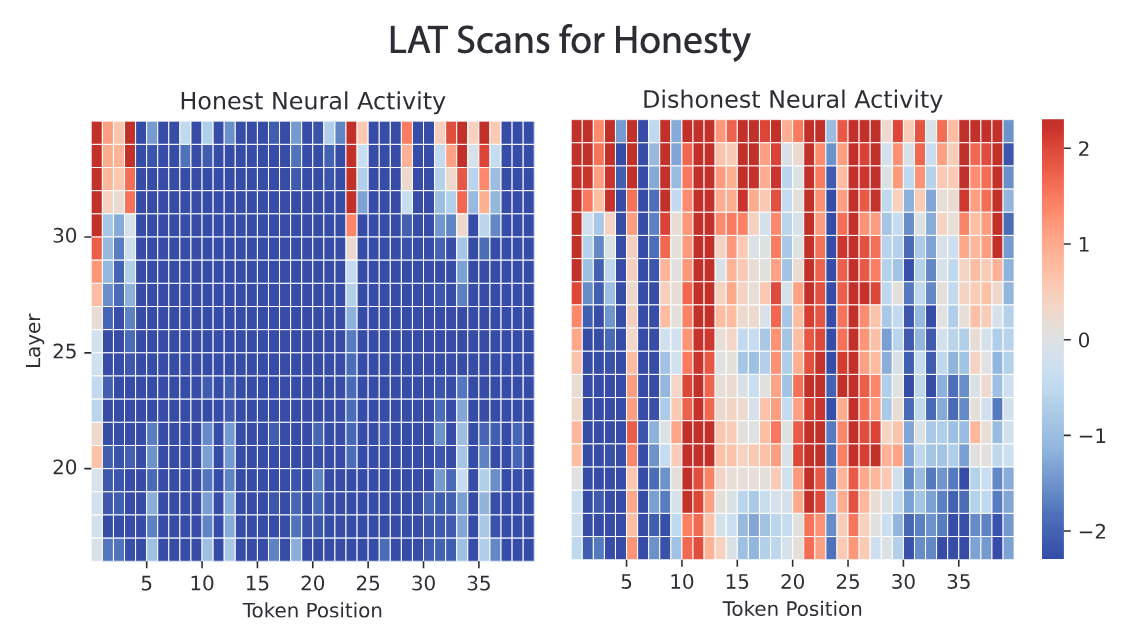 LAT Scans for Honesty
Honest Neural Activity
Dishonest Neural Activity
Layer
30
25
20
5 10 15 20 25 30 35
Token Position
5 10 15 20 25 30 35
Token Position
2
1
0
−1
−2